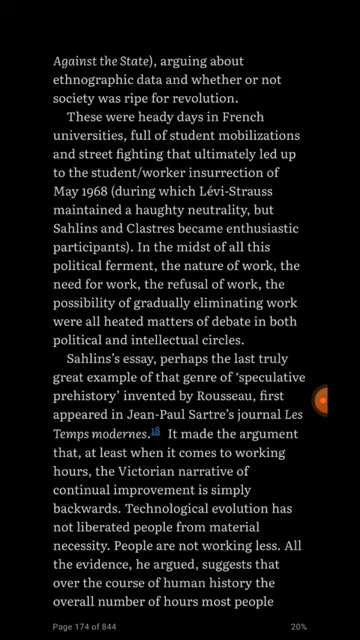 Against the State), arguing about
ethnographic data and whether or not
society was ripe for revolution.
These were heady days in French
universities, full of student mobilizations
and street fighting that ultimately led up
to the student/worker insurrection of
May 1968 (during which Lévi-Strauss
maintained a haughty neutrality, but
Sahlins and Clastres became enthusiastic
participants). In the midst of all this
political ferment, the nature of work, the
need for work, the refusal of work, the
possibility of gradually eliminating work
were all heated matters of debate in both
political and intellectual circles.
Sahlins’s essay, perhaps the last truly
great example of that genre of ‘speculative
prehistory’ invented by Rousseau, first
appeared in Jean-Paul Sartre’s journal Les
Temps modernes.18 It made the argument
that, at least when it comes to working
hours, the Victorian narrative of
continual improvement is simply
backwards. Technological evolution has
not liberated people from material
necessity. People are not working less. All
the evidence, he argued, suggests that
over the course of human history the
overall number of hours most people
Page 174 of 844 20%